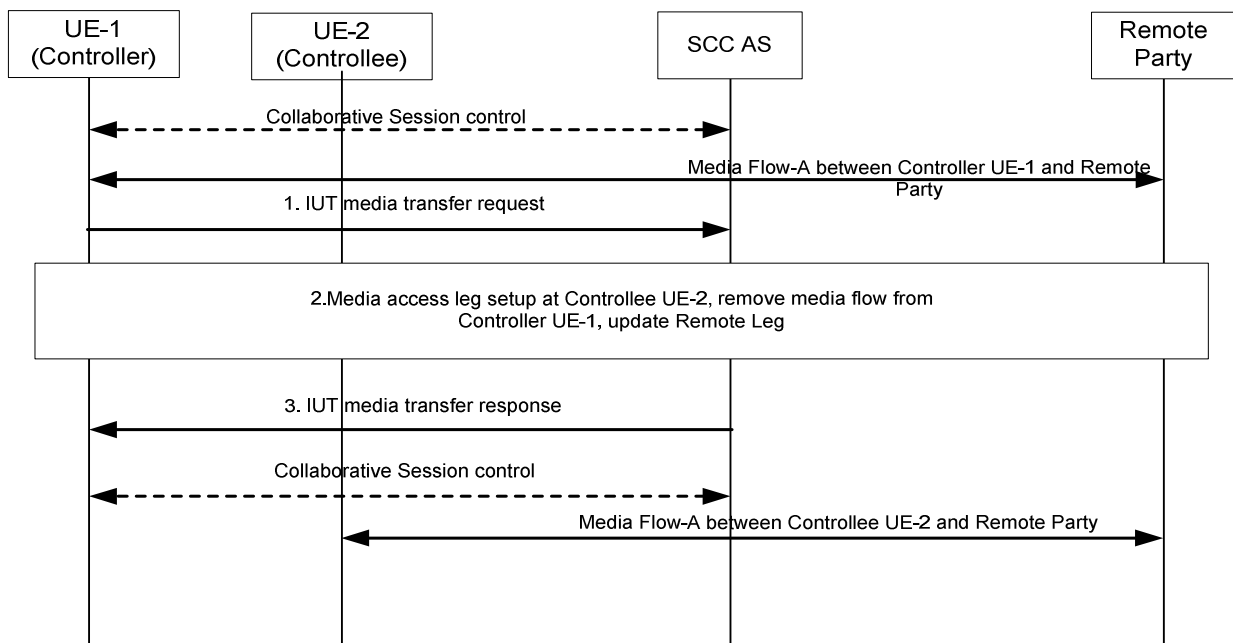 UE-1
(Controller)
UE-2
(Controllee)
SCC AS
Remote
Party
Collaborative Session control
Media Flow-A between Controller UE-1 and Remote
Party
1. IUT media transfer request
2.Media access leg setup at Controllee UE-2, remove media flow from
Controller UE-1, update Remote Leg
3. IUT media transfer response
Collaborative Session control
Media Flow-A between Controllee UE-2 and Remote Party